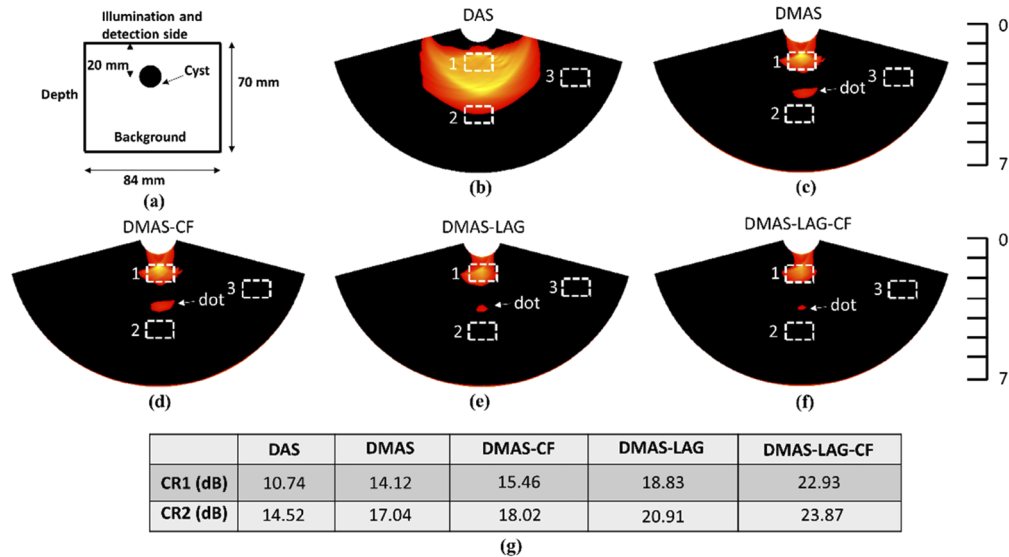 Illumination and
detection side
20 mm
Cyst
Depth
70 mm
Background
84 mm
(a)
DAS
1
2
3
(b)
DMAS
1
dot
2
3
(c)
0
7
DMAS-CF
1
dot
2
3
(d)
DMAS-LAG
1
dot
2
3
(e)
DMAS-LAG-CF
1
dot
2
3
(f)
0
7
DAS DMAS DMAS-CF DMAS-LAG DMAS-LAG-CF
CR1 (dB) 10.74 14.12 15.46 18.83 22.93
CR2 (dB) 14.52 17.04 18.02 20.91 23.87
(g)